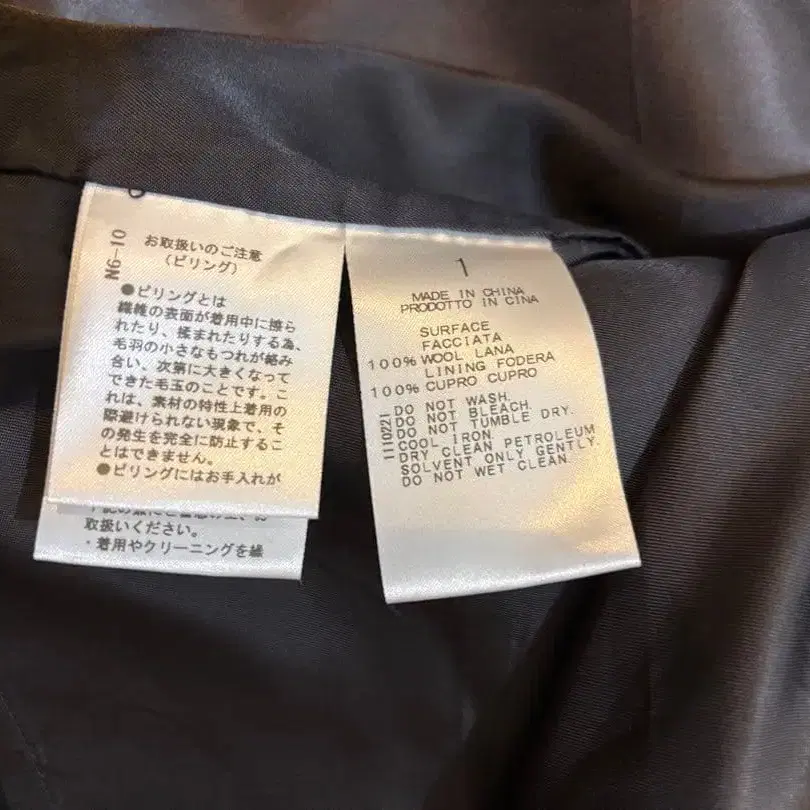 N6-10
お取扱いのご注意
(ピリング)
●ピリングとは
繊維の表面が着用中に擦ら
れたり、揉まれたりする為、
毛羽の小さなもつれが絡み
合い、次第に大きくなって
できた毛玉のことです。こ
れは、素材の特性上着用の
際避けられない現象で、そ
の発生を完全に防止するこ
とはできません。
●ピリングにはお手入れが
取扱いください。
・着用やクリーニングを繰
1
MADE IN CHINA
PRODOTTO IN CINA
SURFACE
FACCIATA
100% WOOL LANA
LINING FODERA
100% CUPRO CUPRO
1110221
DO NOT WASH.
DO NOT BLEACH.
DO NOT TUMBLE DRY.
COOL IRON
DRY CLEAN PETROLEUM
SOLVENT ONLY GENTLY.
DO NOT WET CLEAN.